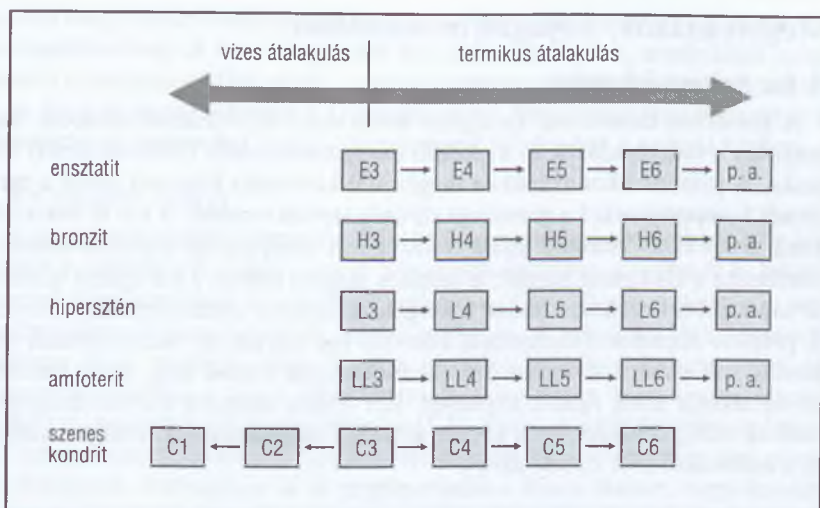 vizes átalakulás termikus átalakulás
ensztatit E3 E4 E5 E6 p. a.
bronzit H3 H4 H5 H6 p. a.
hipersztén L3 L4 L5 L6 p. a.
amfoterit LL3 LL4 LL5 LL6 p. a.
szenes
kondrit C1 C2 C3 C4 C5 C6